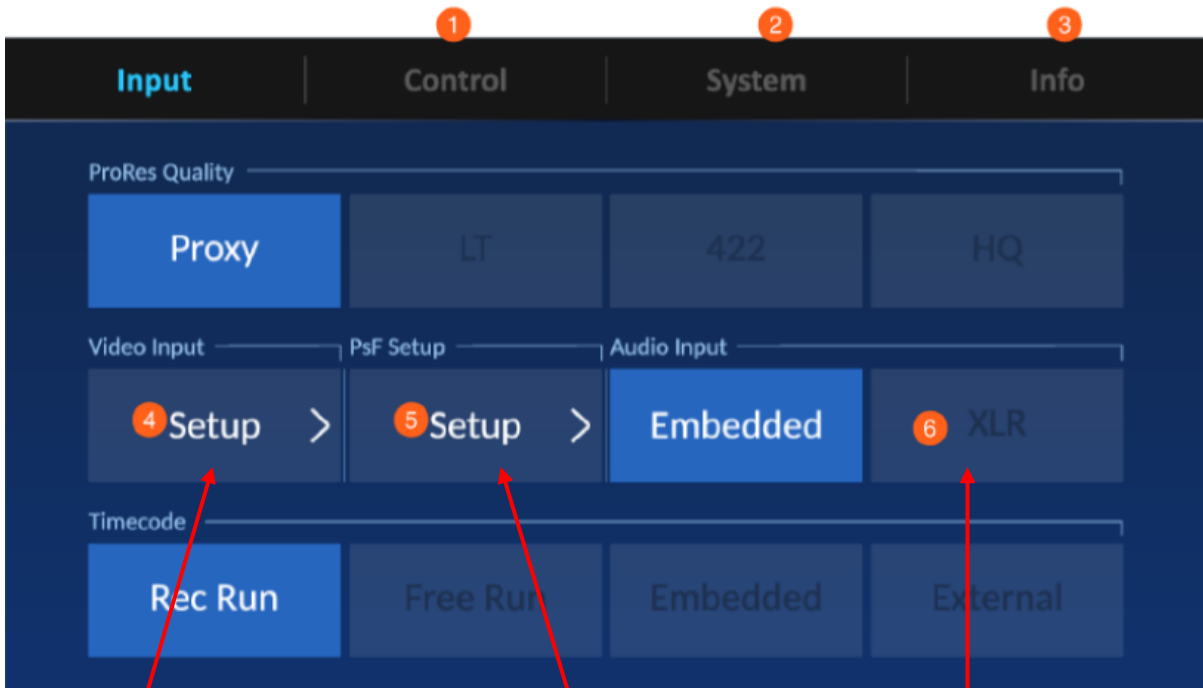 1 2 3
Input Control System Info
ProRes Quality
Proxy LT 422 HQ
Video Input PsF Setup Audio Input
4 Setup > 5 Setup > Embedded 6 XLR
Timecode
Rec Run Free Run Embedded External